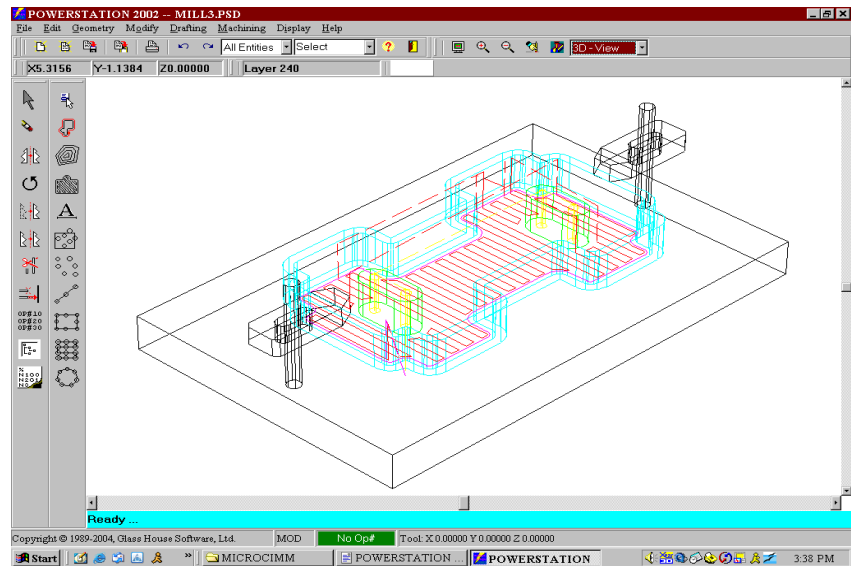 POWERSTATION 2002 -- MILL3.PSD
File Edit Geometry Modify Drafting Machining Display Help
All Entities Select ? 3D - View
X5.3156 Y-1.1384 Z0.00000 Layer 240
A
OP#10
OP#20
OP#30
%
N100
N201
Ready ...
Copyright © 1989-2004, Glass House Software, Ltd. MOD No Op# Tool: X 0.00000 Y 0.00000 Z 0.00000
Start » MICROCIMM POWERSTATION ... POWERSTATION 3:38 PM